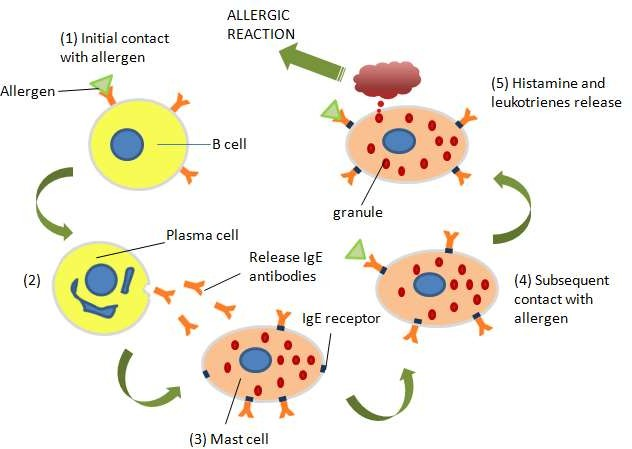 ALLERGIC
REACTION
(1) Initial contact
with allergen
Allergen
B cell
(2)
Plasma cell
Release IgE
antibodies
IgE receptor
(3) Mast cell
(4) Subsequent
contact with
allergen
(5) Histamine and
leukotrienes release
granule